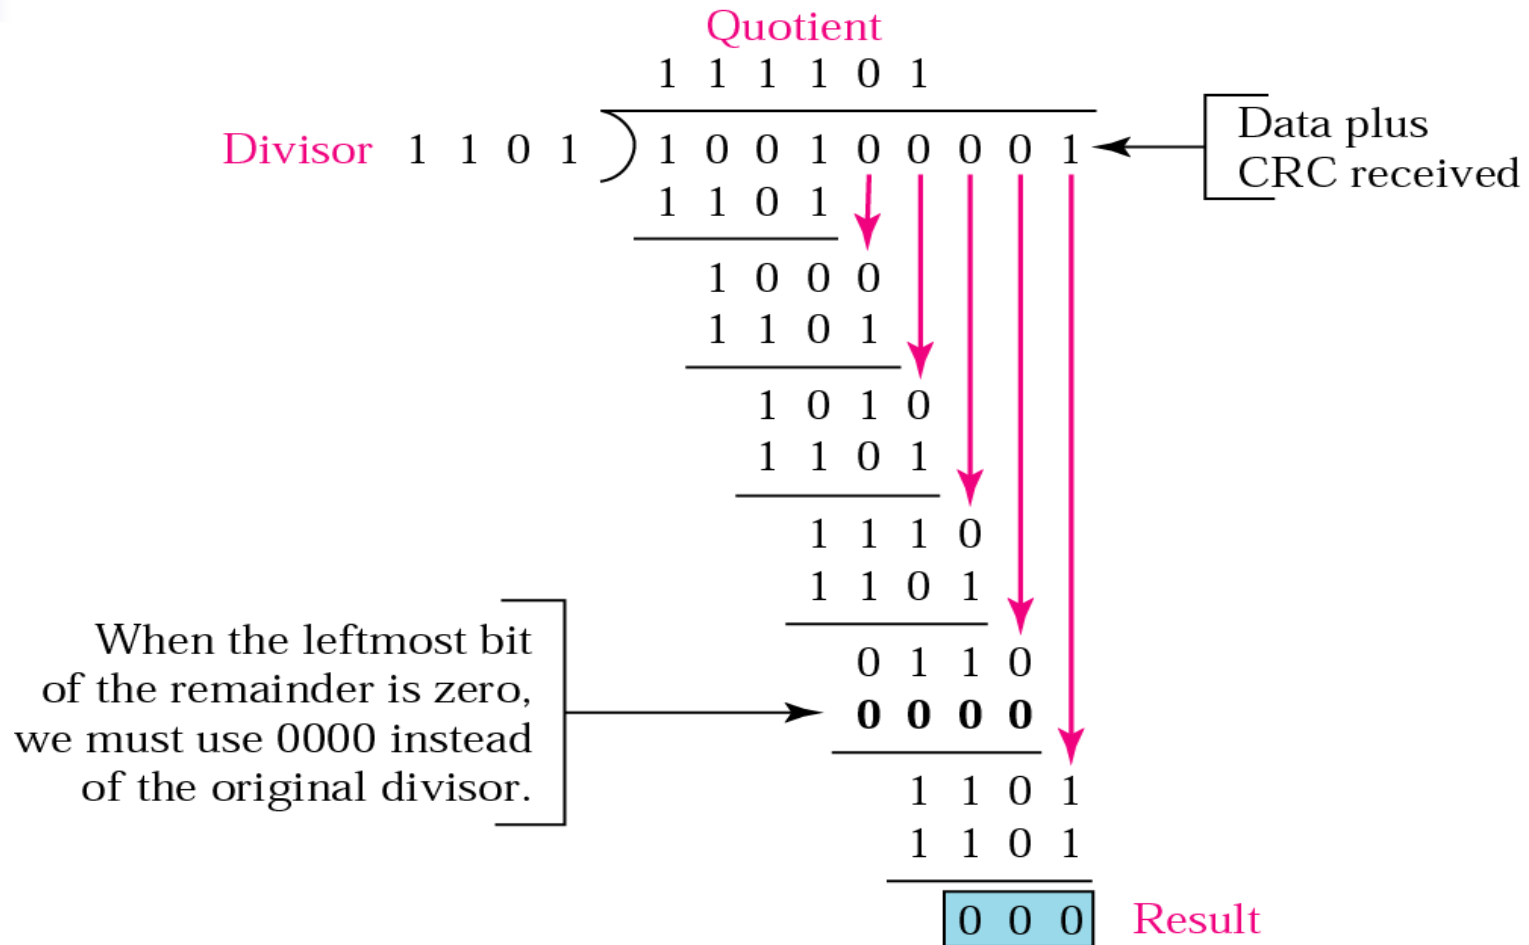 Quotient
1 1 1 1 0 1
Divisor 1 1 0 1 1 0 0 1 0 0 0 0 1
Data plus
CRC received
1 1 0 1
1 0 0 0
1 1 0 1
1 0 1 0
1 1 0 1
1 1 1 0
1 1 0 1
When the leftmost bit
of the remainder is zero,
we must use 0000 instead
of the original divisor.
0 1 1 0
0 0 0 0
1 1 0 1
1 1 0 1
0 0 0 Result